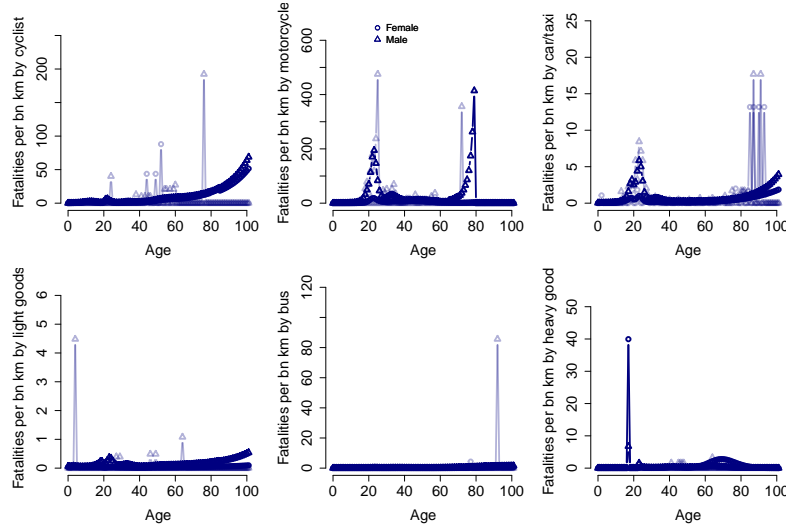 Fatalities per bn km by cyclist
0 50 100 200
0 20 40 60 80 100
Age
Female
Male
Fatalities per bn km by motorcycle
0 200 400 600
0 20 40 60 80 100
Age
Fatalities per bn km by car/taxi
0 5 10 15 20 25
0 20 40 60 80 100
Age
Fatalities per bn km by light goods
0 1 2 3 4 5 6
0 20 40 60 80 100
Age
Fatalities per bn km by bus
0 20 40 60 80 120
0 20 40 60 80 100
Age
Fatalities per bn km by heavy good
0 10 20 30 40 50
0 20 40 60 80 100
Age